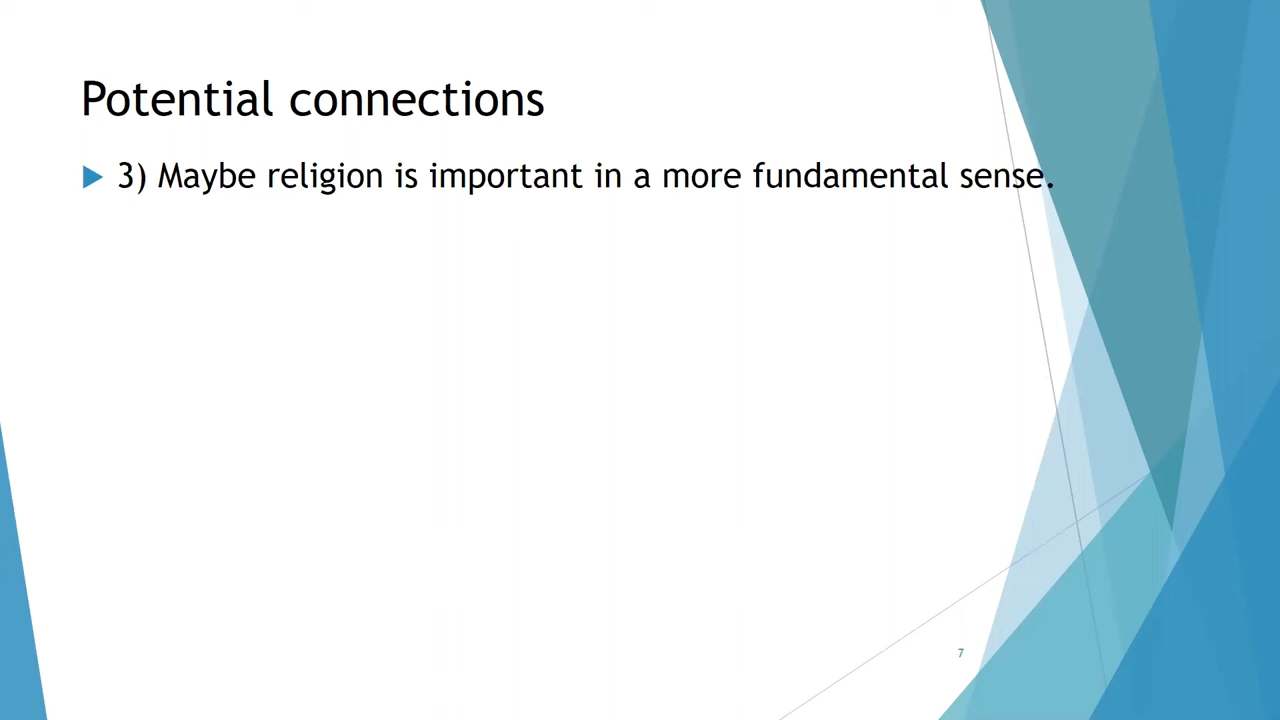 Potential connections
3) Maybe religion is important in a more fundamental sense.
7